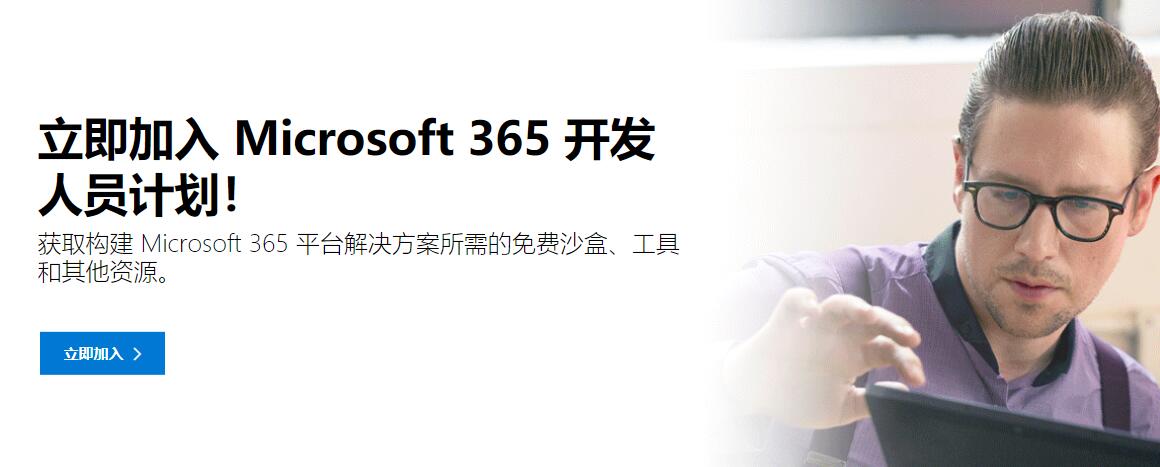 立即加入 Microsoft 365 开发
人员计划！
获取构建 Microsoft 365 平台解决方案所需的免费沙盒、工具
和其他资源。
立即加入 >